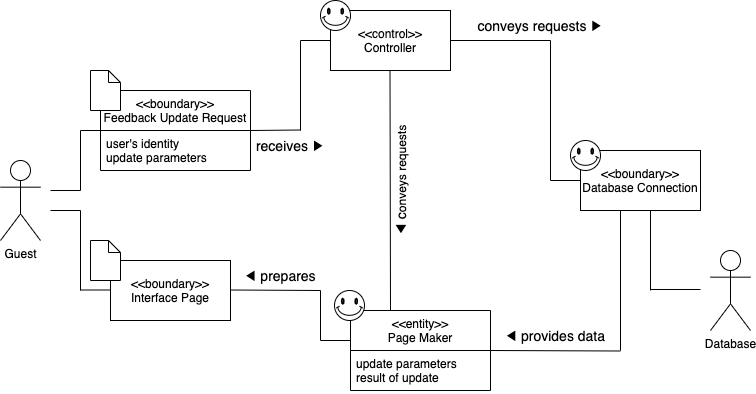 <<control>>
Controller
conveys requests ▶
<<boundary>>
Feedback Update Request
user's identity
update parameters
receives ▶
conveys requests ▶
<<boundary>>
Database Connection
Guest
<<boundary>>
Interface Page
◀ prepares
<<entity>>
Page Maker
update parameters
result of update
◀ provides data
Database